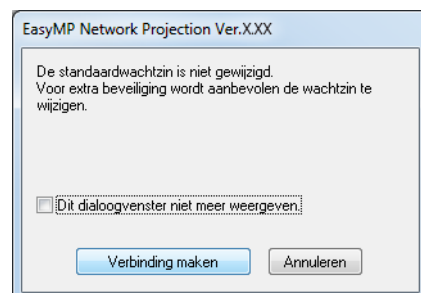 EasyMP Network Projection Ver.X.XX
De standaardwachtzin is niet gewijzigd.
Voor extra beveiliging wordt aanbevolen de wachtzin te
wijzigen.
Dit dialoogvenster niet meer weergeven.
Verbinding maken
Annuleren